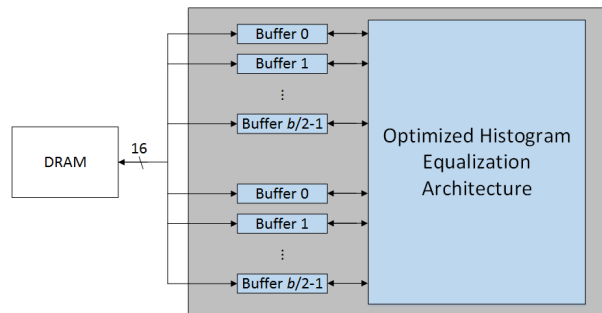 Buffer 0
Buffer 1
...
Buffer b/2-1
16
DRAM
Buffer 0
Buffer 1
...
Buffer b/2-1
Optimized Histogram
Equalization
Architecture